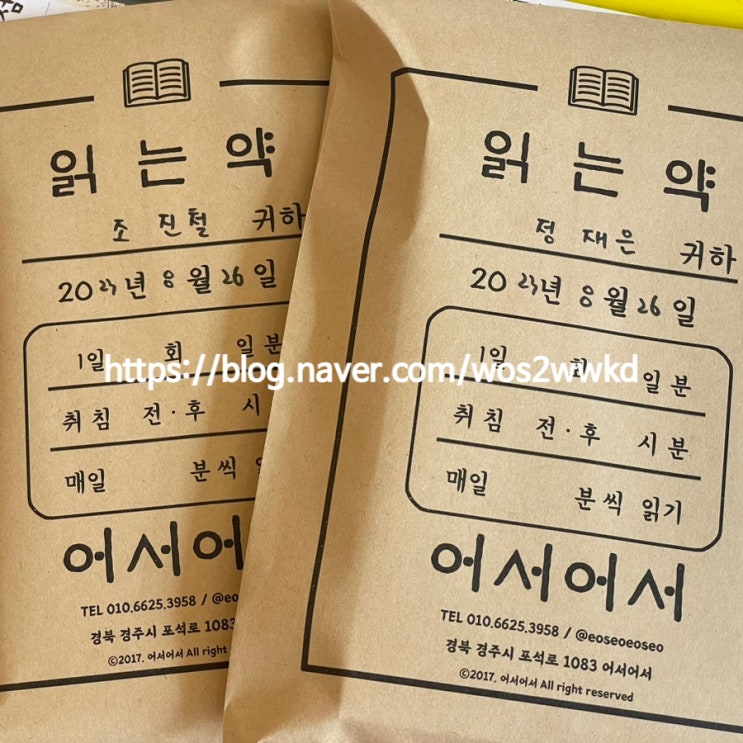 읽는약
조진철 귀하
2023년 8월 26일
1일 회 일분
취침 전·후 시
매일 분씩
어서어
TEL 010.6625.3958 / @eo
경북 경주시 포석로 1083
©2017. 어서어서 All right
읽는약
정재은 귀하
2023년 8월 26일
1일 회 일분
취침 전·후 시분
매일 분씩 읽기
어서어서
TEL 010.6625.3958 / @eoseoeoseo
경북 경주시 포석로 1083 어서어서
©2017. 어서어서 All right reserved
https://blog.naver.com/wos2wwkd